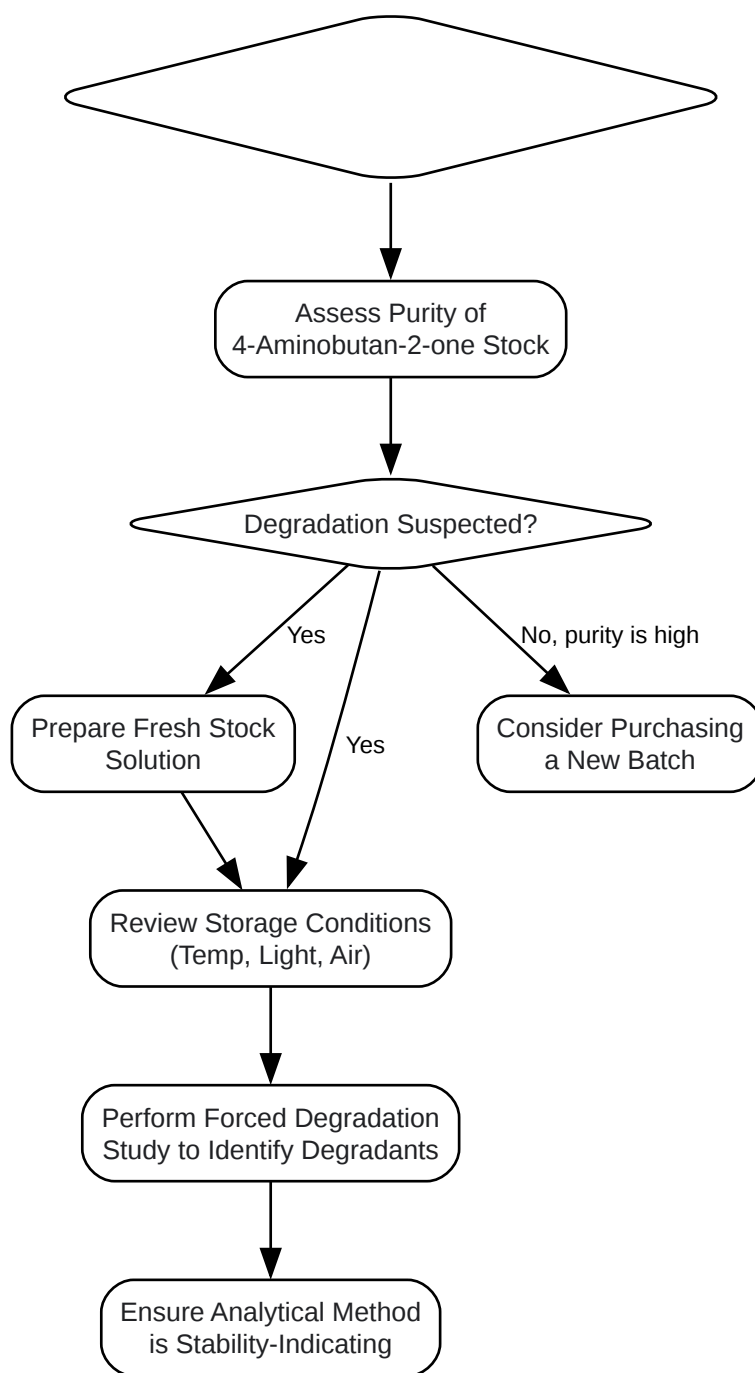 Assess Purity of
4-Aminobutan-2-one Stock
Degradation Suspected?
Yes
No, purity is high
Prepare Fresh Stock
Solution
Yes
Consider Purchasing
a New Batch
Review Storage Conditions
(Temp, Light, Air)
Perform Forced Degradation
Study to Identify Degradants
Ensure Analytical Method
is Stability-Indicating